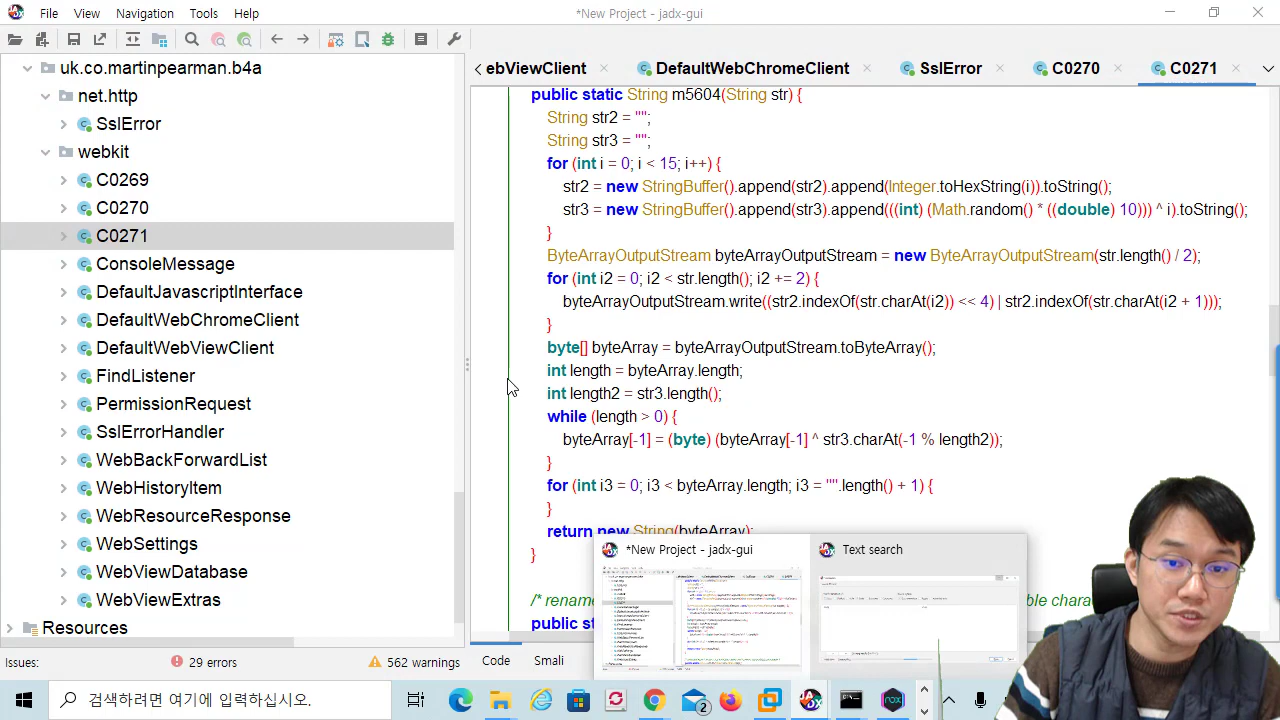 File View Navigation Tools Help *New Project - jadx-gui
uk.co.martinpearman.b4a
net.http
SslError
webkit
C0269
C0270
C0271
ConsoleMessage
DefaultJavascriptInterface
DefaultWebChromeClient
DefaultWebViewClient
FindListener
PermissionRequest
SslErrorHandler
WebBackForwardList
WebHistoryItem
WebResourceResponse
WebSettings
WebViewDatabase
WebViewExtras
Resources
Issues: 23 errors 562 warnings
ebViewClient DefaultWebChromeClient SslError C0270 C0271
public static String m5604(String str) {
String str2 = "";
String str3 = "";
for (int i = 0; i < 15; i++) {
str2 = new StringBuffer().append(str2).append(Integer.toHexString(i)).toString();
str3 = new StringBuffer().append(str3).append(((int) (Math.random() * ((double) 10))) ^ i).toString();
}
ByteArrayOutputStream byteArrayOutputStream = new ByteArrayOutputStream(str.length() / 2);
for (int i2 = 0; i2 < str.length(); i2 += 2) {
byteArrayOutputStream.write((str2.indexOf(str.charAt(i2)) << 4) | str2.indexOf(str.charAt(i2 + 1)));
}
byte[] byteArray = byteArrayOutputStream.toByteArray();
int length = byteArray.length;
int length2 = str3.length();
while (length > 0) {
byteArray[-1] = (byte) (byteArray[-1] ^ str3.charAt(-1 % length2));
}
for (int i3 = 0; i3 < byteArray.length; i3 = "".length() + 1) {
}
return new String(byteArray);
}
/* rename
public st
Code Smali
*New Project - jadx-gui
Text search
검색하려면 여기에 입력하십시오.
2
nox